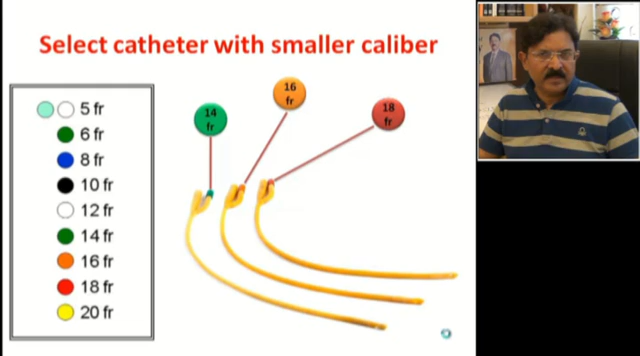 Select catheter with smaller caliber
5 fr
6 fr
8 fr
10 fr
12 fr
14 fr
16 fr
18 fr
20 fr
14
fr
16
fr
18
fr